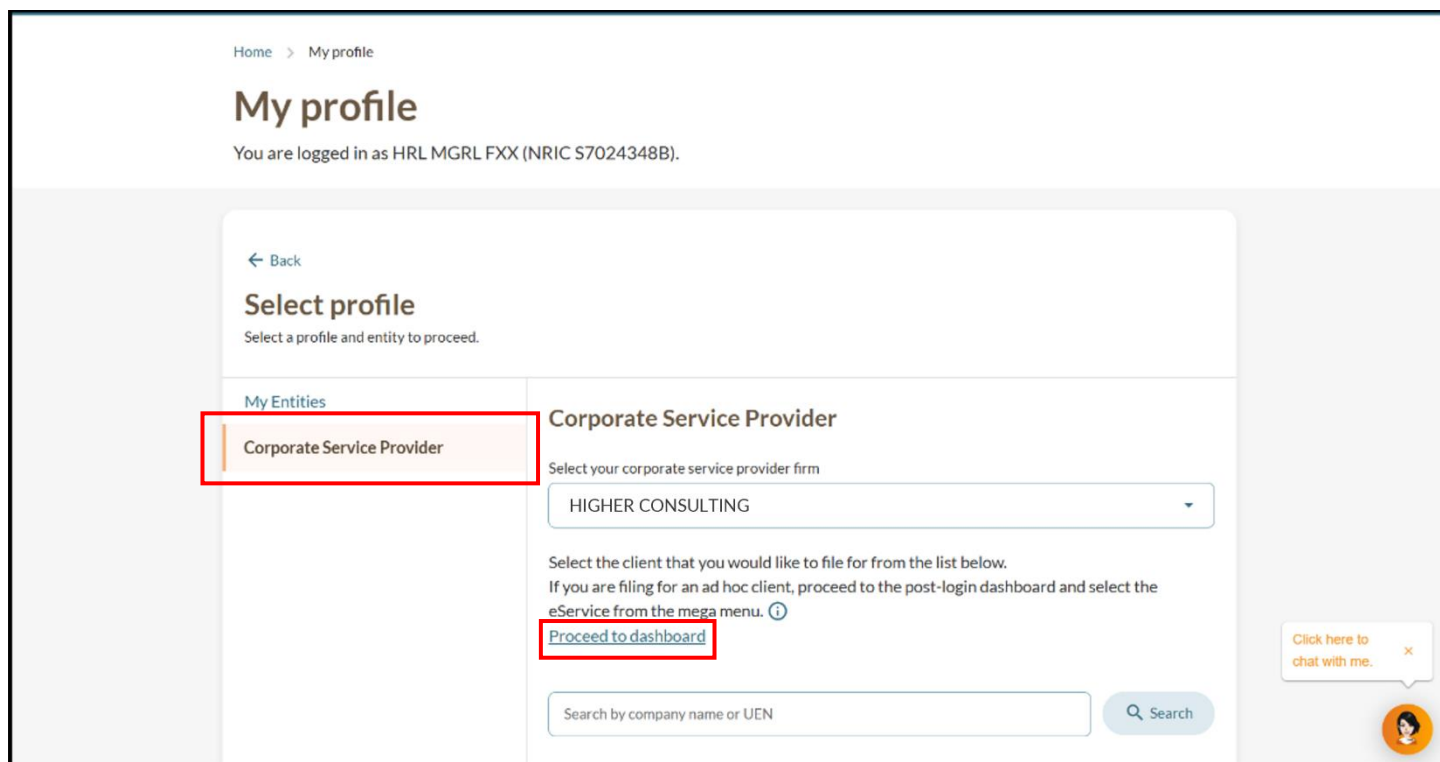 Home > My profile
My profile
You are logged in as HRL MGRL FXX (NRIC S7024348B).
← Back
Select profile
Select a profile and entity to proceed.
My Entities
Corporate Service Provider
Corporate Service Provider
Select your corporate service provider firm
HIGHER CONSULTING
Select the client that you would like to file for from the list below.
If you are filing for an ad hoc client, proceed to the post-login dashboard and select the
eService from the mega menu.
Proceed to dashboard
Search by company name or UEN
Search
Click here to
chat with me.
×